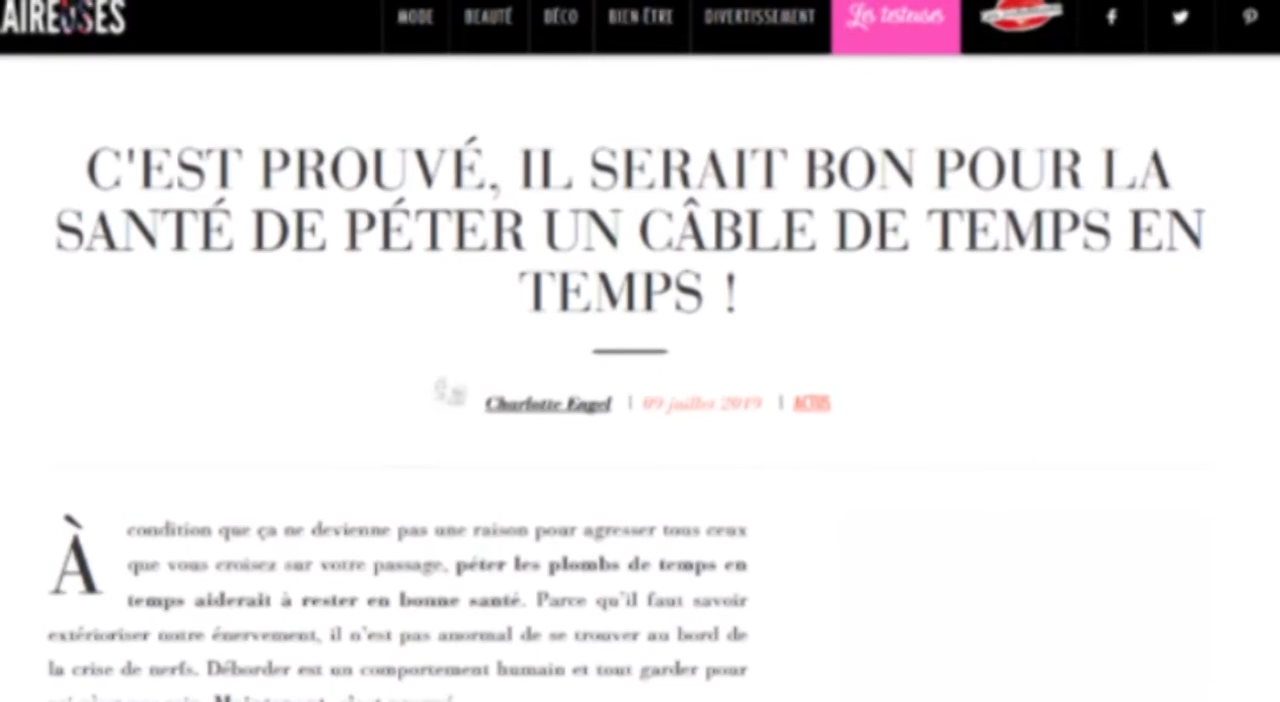 AIREUSES
MODE BEAUTÉ DÉCO BIEN ÊTRE DIVERTISSEMENT Les testeuses
C'EST PROUVÉ, IL SERAIT BON POUR LA
SANTÉ DE PÉTER UN CÂBLE DE TEMPS EN
TEMPS !
Charlotte Engel | 09 juillet 2019 | ACTUS
À condition que ça ne devienne pas une raison pour agresser tous ceux
que vous croisez sur votre passage, péter les plombs de temps en
temps aiderait à rester en bonne santé. Parce qu'il faut savoir
extérioriser notre énervement, il n'est pas anormal de se trouver au bord de
la crise de nerfs. Déborder est un comportement humain et tout garder pour